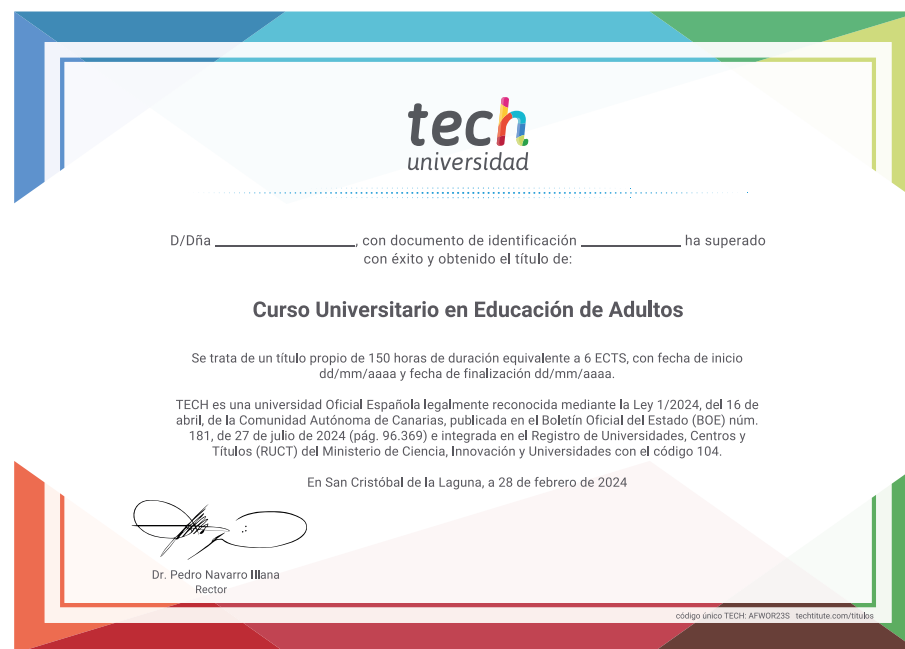 tech
universidad
D/Dña ____________________, con documento de identificación ______________ ha superado
con éxito y obtenido el título de:
Curso Universitario en Educación de Adultos
Se trata de un título propio de 150 horas de duración equivalente a 6 ECTS, con fecha de inicio
dd/mm/aaaa y fecha de finalización dd/mm/aaaa.
TECH es una universidad Oficial Española legalmente reconocida mediante la Ley 1/2024, del 16 de
abril, de la Comunidad Autónoma de Canarias, publicada en el Boletín Oficial del Estado (BOE) núm.
181, de 27 de julio de 2024 (pág. 96.369) e integrada en el Registro de Universidades, Centros y
Títulos (RUCT) del Ministerio de Ciencia, Innovación y Universidades con el código 104.
En San Cristóbal de la Laguna, a 28 de febrero de 2024
Dr. Pedro Navarro Illana
Rector
código único TECH: AFWOR23S techtitute.com/titulos